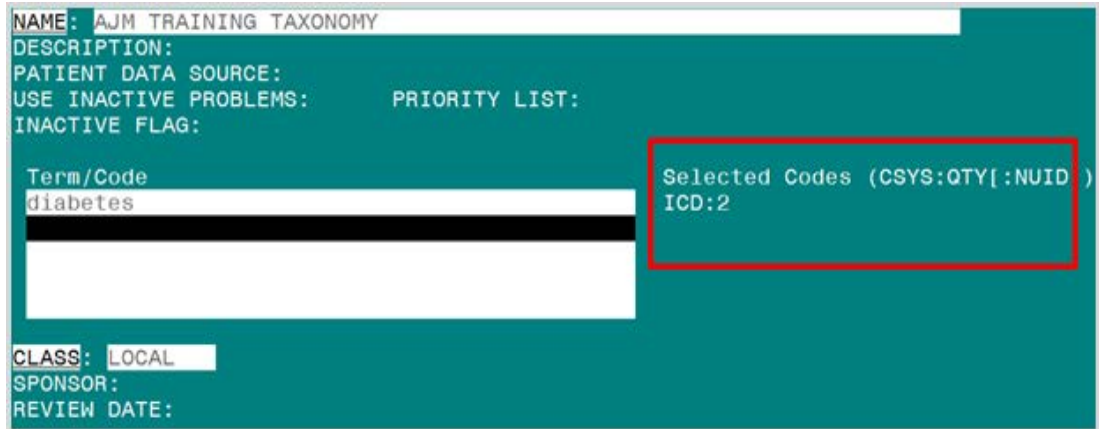 NAME: AJM TRAINING TAXONOMY
DESCRIPTION:
PATIENT DATA SOURCE:
USE INACTIVE PROBLEMS: PRIORITY LIST:
INACTIVE FLAG:
Term/Code Selected Codes (CSYS:QTY[:NUID])
diabetes ICD:2
CLASS: LOCAL
SPONSOR:
REVIEW DATE: